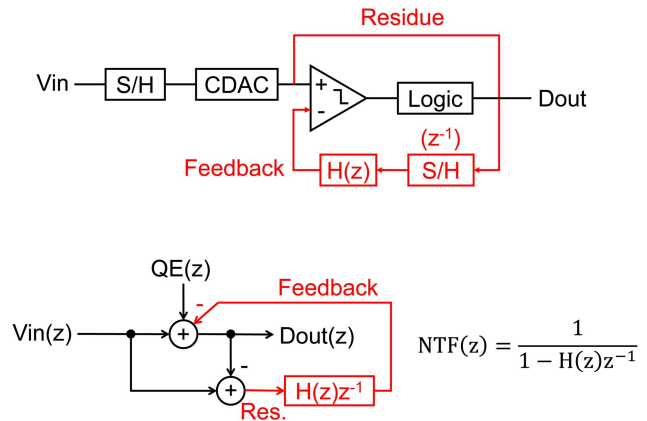 Residue
Vin
S/H
CDAC
+
-
Logic
Dout
(z⁻¹)
Feedback
H(z)
S/H
QE(z)
-
Feedback
Vin(z)
+
Dout(z)
-
+
H(z)z⁻¹
Res.
NTF(z) = 1 / (1 − H(z)z⁻¹)